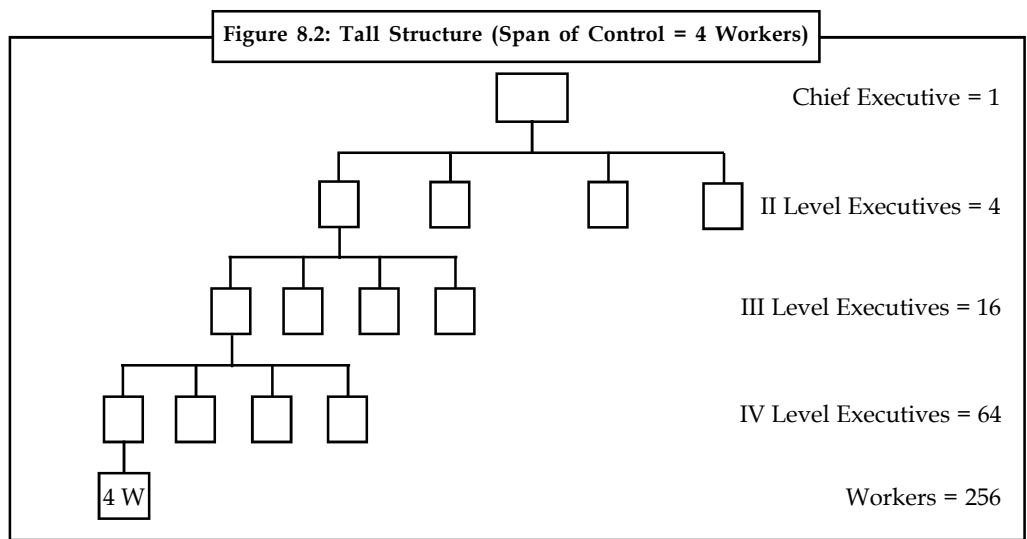 Figure 8.2: Tall Structure (Span of Control = 4 Workers)
Chief Executive = 1
II Level Executives = 4
III Level Executives = 16
IV Level Executives = 64
4 W
Workers = 256